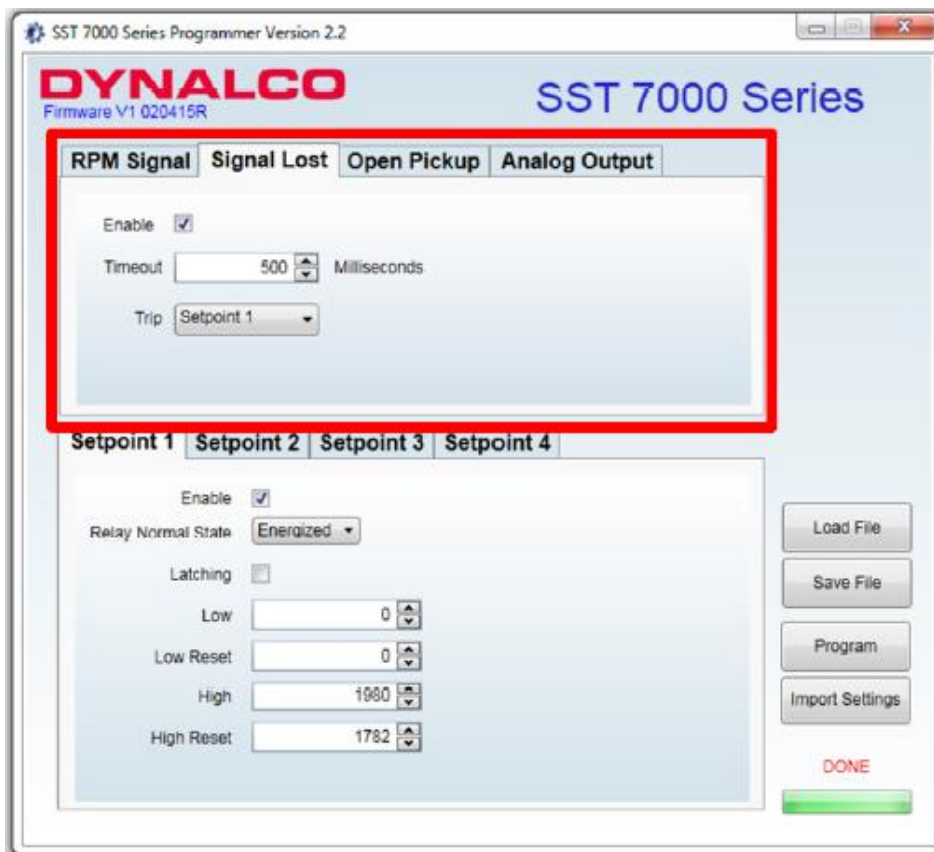 SST 7000 Series Programmer Version 2.2
DYNALCO
Firmware V1 020415R
SST 7000 Series
RPM Signal Signal Lost Open Pickup Analog Output
Enable
Timeout 500 Milliseconds
Trip Setpoint 1
Setpoint 1 Setpoint 2 Setpoint 3 Setpoint 4
Enable
Relay Normal State Energized
Latching
Low 0
Low Reset 0
High 1980
High Reset 1782
Load File
Save File
Program
Import Settings
DONE